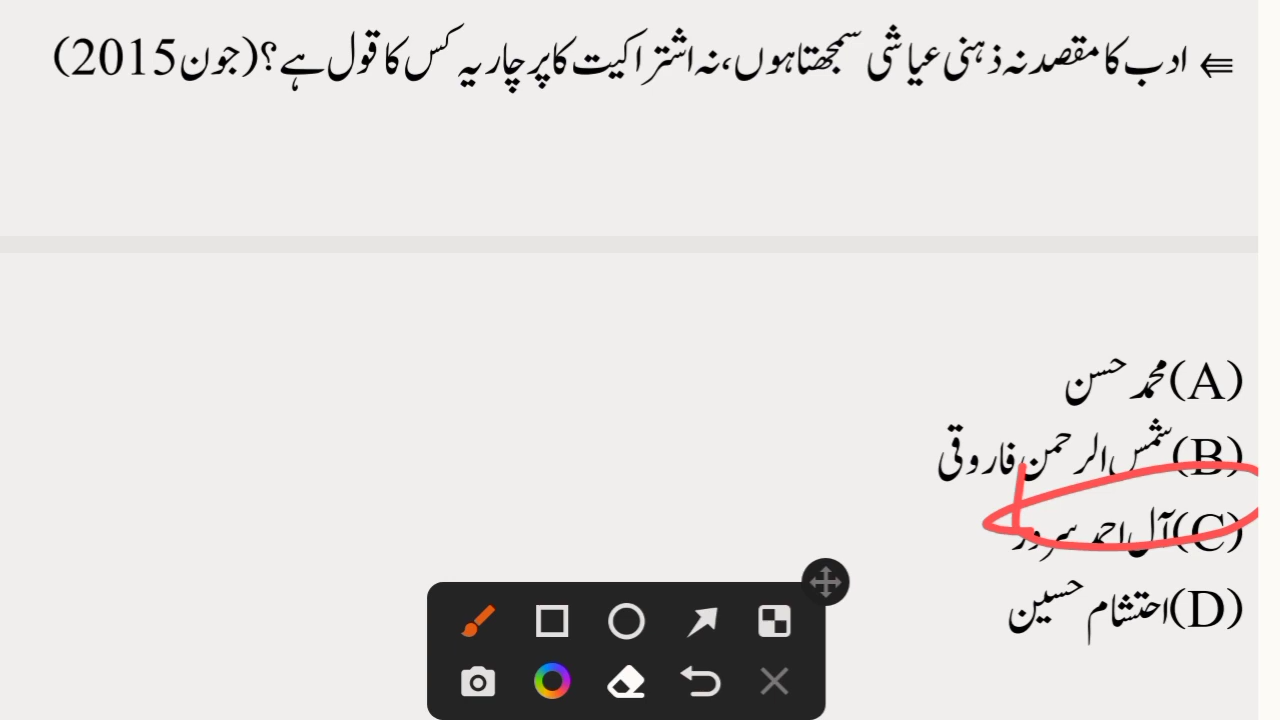 ⇚ ادب کا مقصد نہ ذہنی عیاشی سمجھتا ہوں، نہ اشتراکیت کا پرچار یہ کس کا قول ہے؟ (جون 2015)
(A) محمد حسن
(B) شمس الرحمن فاروقی
(C) آل احمد سرور
(D) احتشام حسین